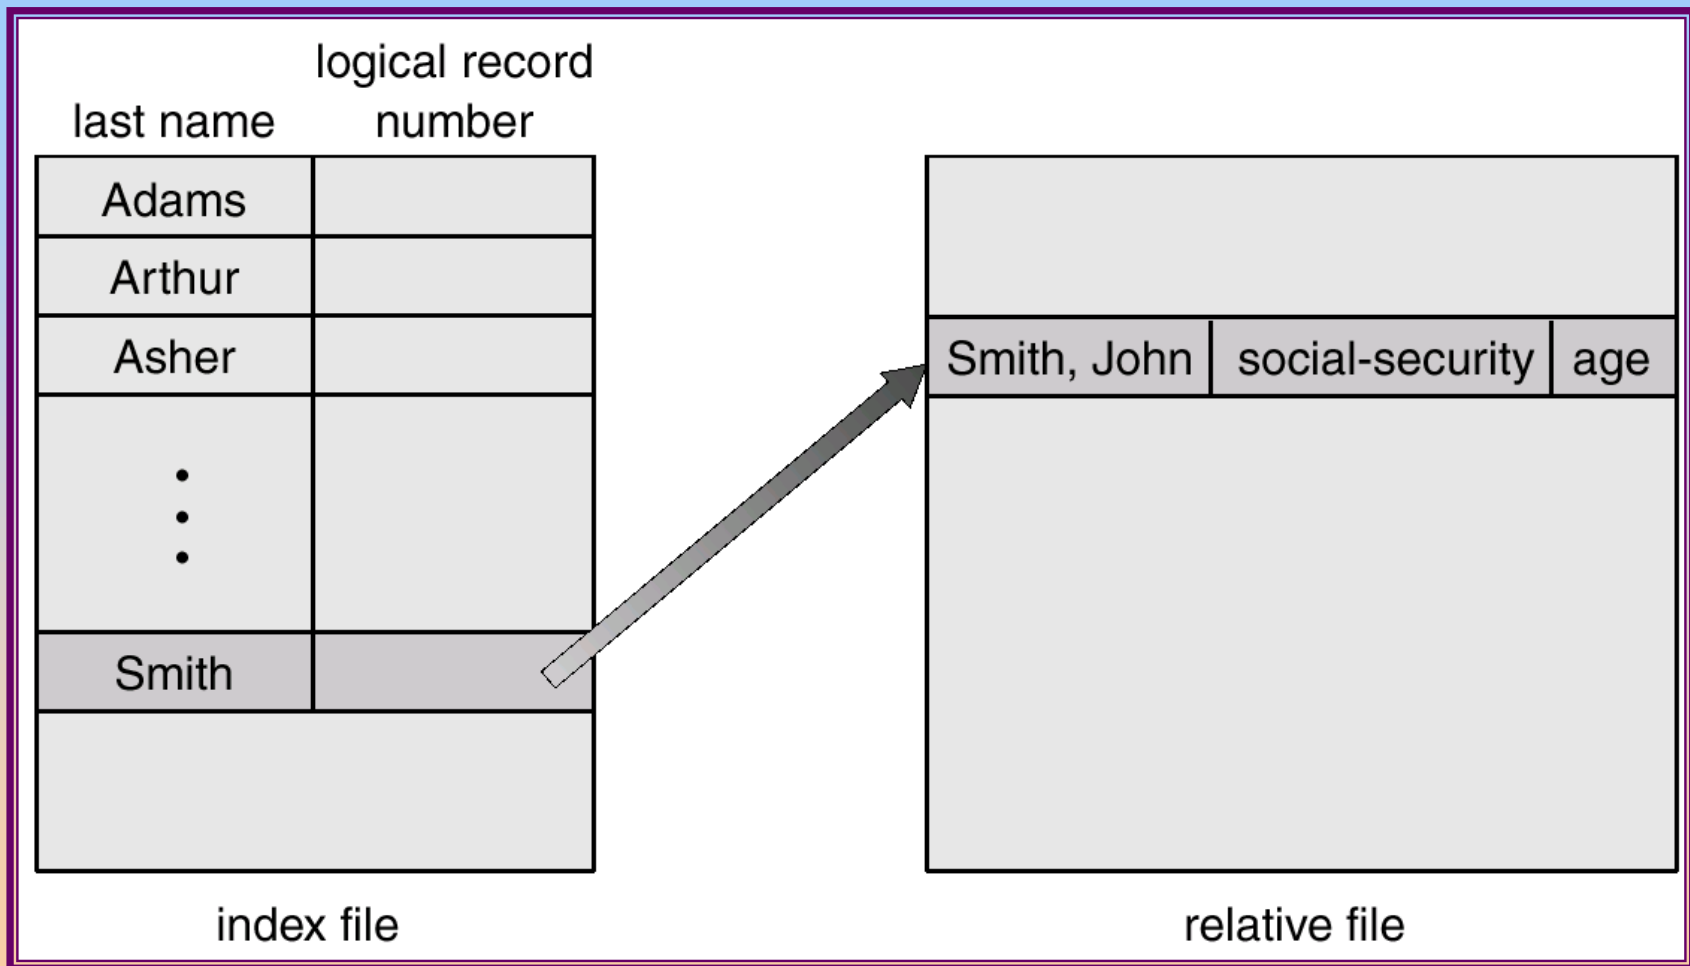 logical record
last name number
Adams
Arthur
Asher
Smith
Smith, John social-security age
index file
relative file